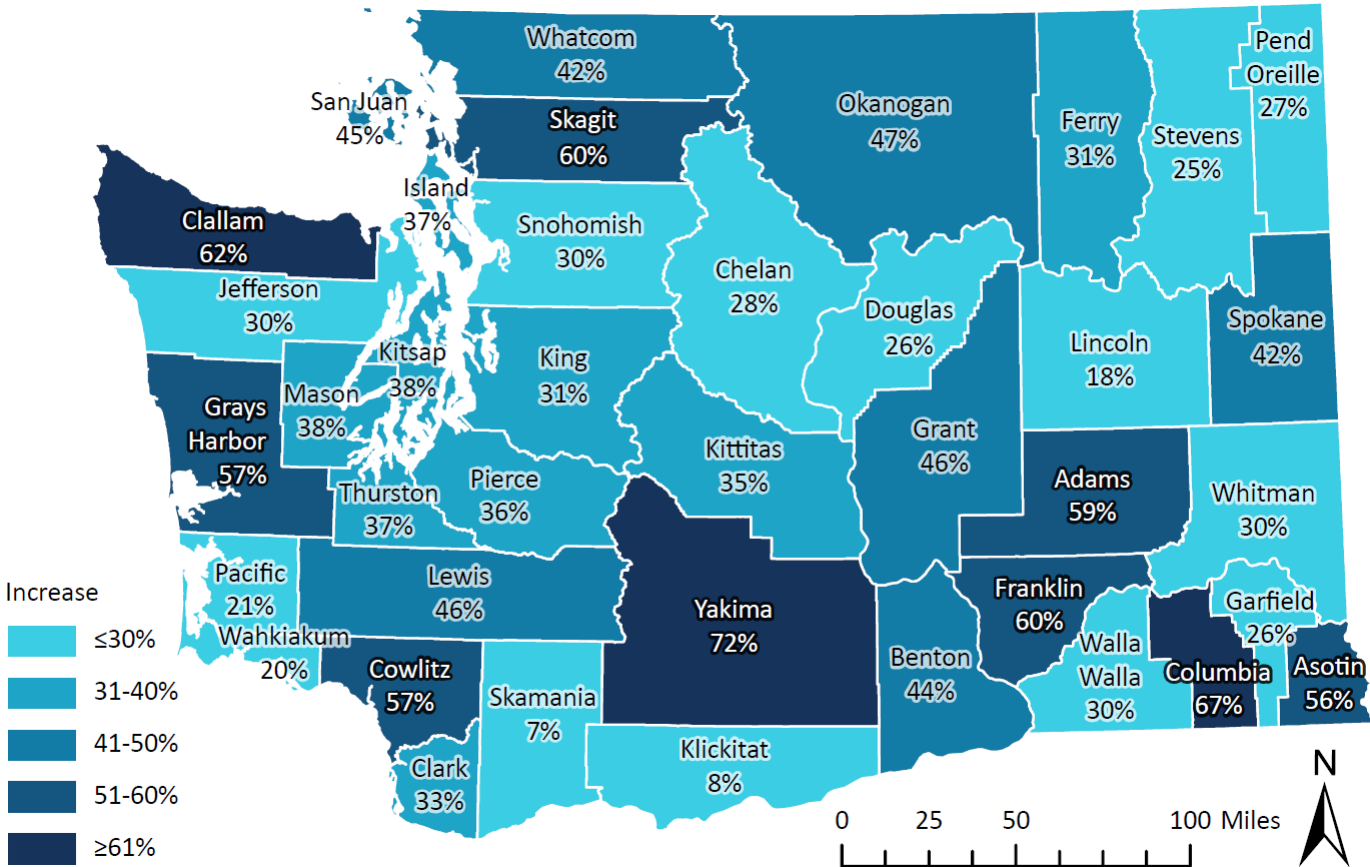 Whatcom
42%
San Juan
45%
Skagit
60%
Okanogan
47%
Ferry
31%
Stevens
25%
Pend
Oreille
27%
Island
37%
Clallam
62%
Snohomish
30%
Chelan
28%
Jefferson
30%
Douglas
26%
Lincoln
18%
Spokane
42%
Kitsap
38%
King
31%
Mason
38%
Grays
Harbor
57%
Kittitas
35%
Grant
46%
Adams
59%
Whitman
30%
Thurston
37%
Pierce
36%
Pacific
21%
Lewis
46%
Yakima
72%
Franklin
60%
Garfield
26%
Wahkiakum
20%
Cowlitz
57%
Skamania
7%
Benton
44%
Walla
Walla
30%
Columbia
67%
Asotin
56%
Clark
33%
Klickitat
8%
Increase
≤30%
31-40%
41-50%
51-60%
≥61%
N
0 25 50 100 Miles